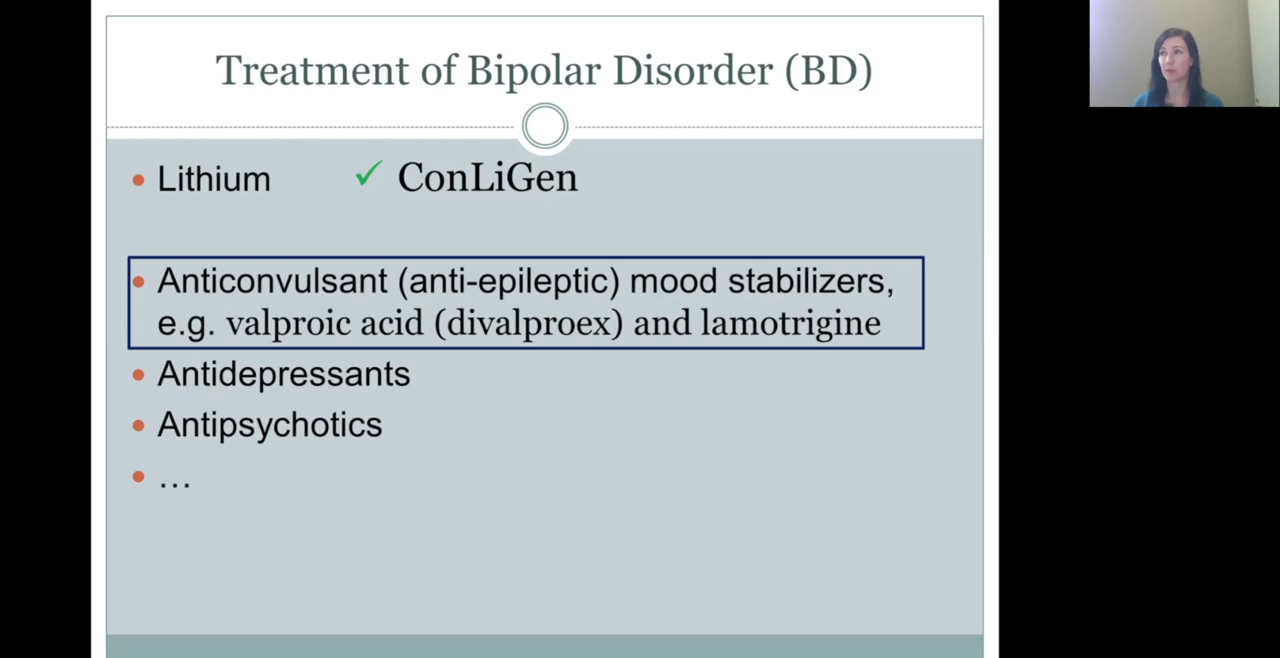 Treatment of Bipolar Disorder (BD)
• Lithium ✓ ConLiGen
• Anticonvulsant (anti-epileptic) mood stabilizers,
e.g. valproic acid (divalproex) and lamotrigine
• Antidepressants
• Antipsychotics
• …